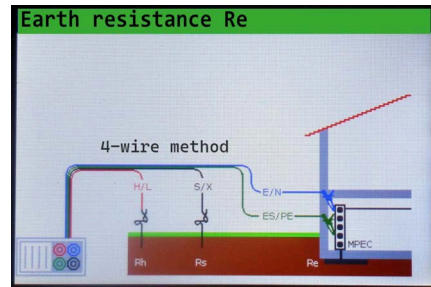 Earth resistance Re
4-wire method
H/L
S/X
E/N
ES/PE
MPEC
Rh
Rs
Re